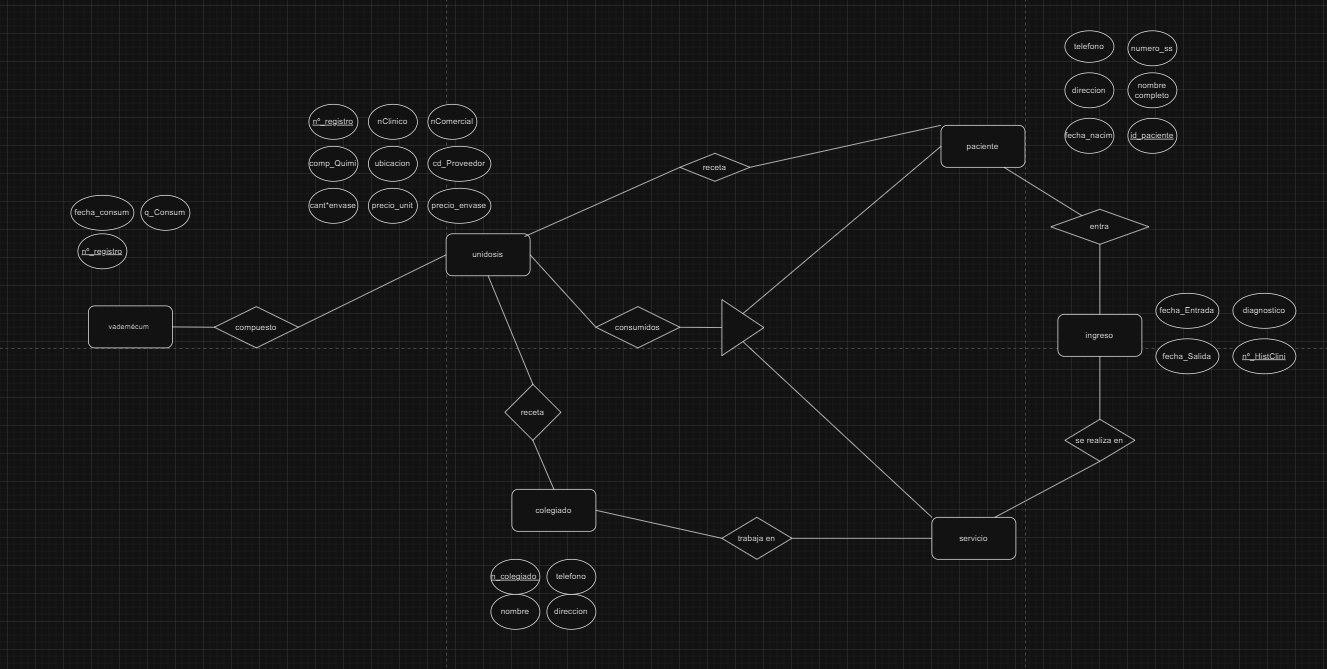 telefono
numero_ss
direccion
nombre
completo
fecha_nacim
id_paciente
paciente
nº_registro
nClinico
nComercial
comp_Quimi
ubicacion
cd_Proveedor
cant*envase
precio_unit
precio_envase
receta
fecha_consum
q_Consum
nº_registro
entra
unidosis
vademécum
compuesto
consumidos
fecha_Entrada
diagnostico
ingreso
fecha_Salida
nº_HistClini
receta
se realiza en
colegiado
trabaja en
servicio
n_colegiado
telefono
nombre
direccion